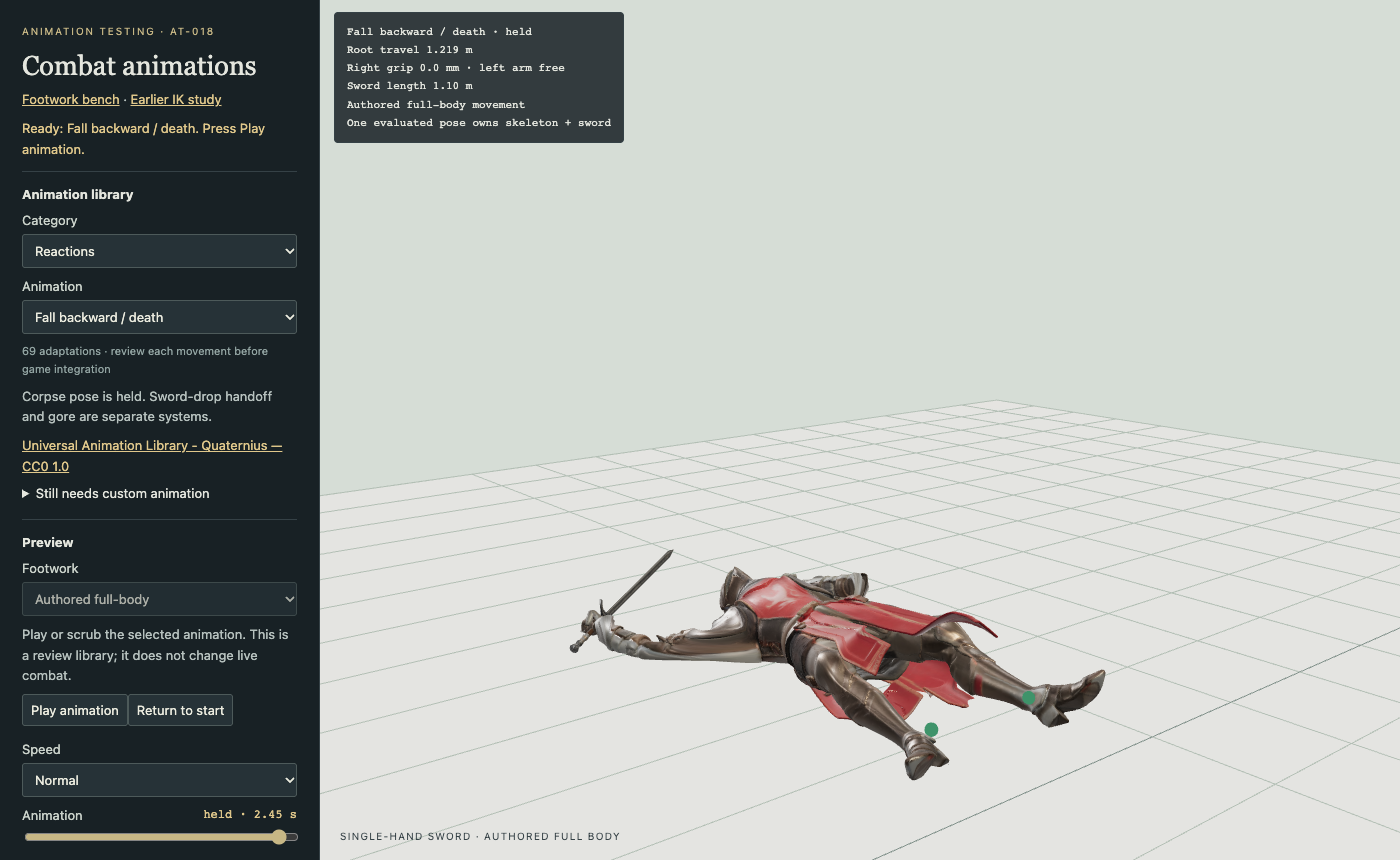 ANIMATION TESTING · AT-018
Combat animations
Footwork bench · Earlier IK study
Ready: Fall backward / death. Press Play
animation.
Animation library
Category
Reactions
Animation
Fall backward / death
69 adaptations · review each movement before
game integration
Corpse pose is held. Sword-drop handoff
and gore are separate systems.
Universal Animation Library - Quaternius —
CC0 1.0
Still needs custom animation
Preview
Footwork
Authored full-body
Play or scrub the selected animation. This is
a review library; it does not change live
combat.
Play animation
Return to start
Speed
Normal
Animation held · 2.45 s
Fall backward / death · held
Root travel 1.219 m
Right grip 0.0 mm · left arm free
Sword length 1.10 m
Authored full-body movement
One evaluated pose owns skeleton + sword
SINGLE-HAND SWORD · AUTHORED FULL BODY